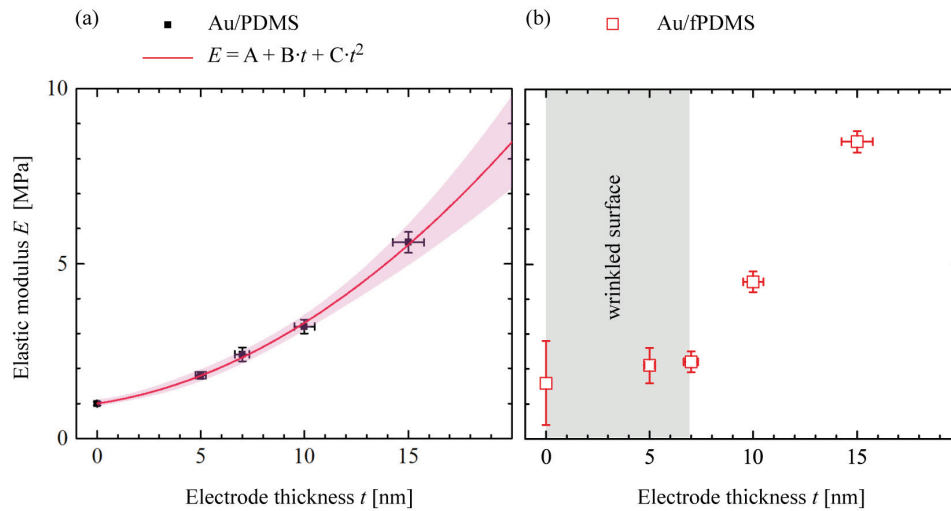 (a)
Au/PDMS
E = A + B·t + C·t²
(b)
Au/fPDMS
10
5
0
Elastic modulus E [MPa]
0 5 10 15
Electrode thickness t [nm]
wrinkled surface
0 5 10 15
Electrode thickness t [nm]